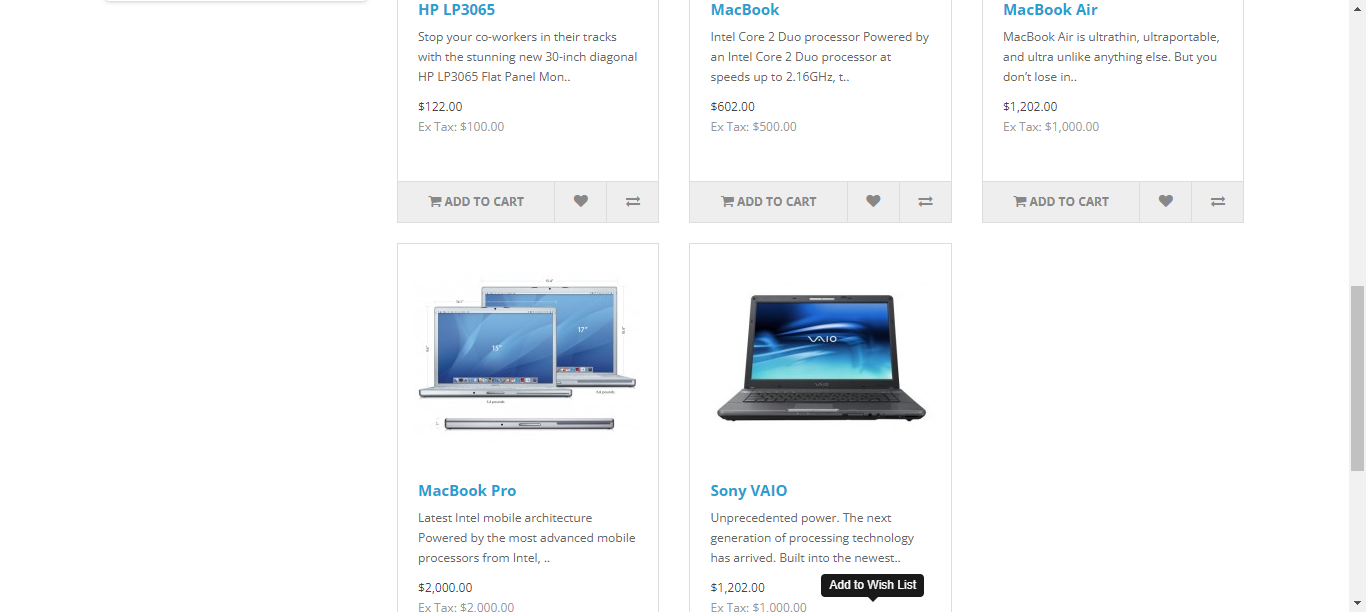 HP LP3065
Stop your co-workers in their tracks
with the stunning new 30-inch diagonal
HP LP3065 Flat Panel Mon..
$122.00
Ex Tax: $100.00
ADD TO CART
MacBook
Intel Core 2 Duo processor Powered by
an Intel Core 2 Duo processor at
speeds up to 2.16GHz, t..
$602.00
Ex Tax: $500.00
ADD TO CART
MacBook Air
MacBook Air is ultrathin, ultraportable,
and ultra unlike anything else. But you
don’t lose in..
$1,202.00
Ex Tax: $1,000.00
ADD TO CART
15"
17"
MacBook Pro
Latest Intel mobile architecture
Powered by the most advanced mobile
processors from Intel, ..
$2,000.00
Ex Tax: $2,000.00
VAIO
VAIO
Sony VAIO
Unprecedented power. The next
generation of processing technology
has arrived. Built into the newest..
$1,202.00
Ex Tax: $1,000.00
Add to Wish List